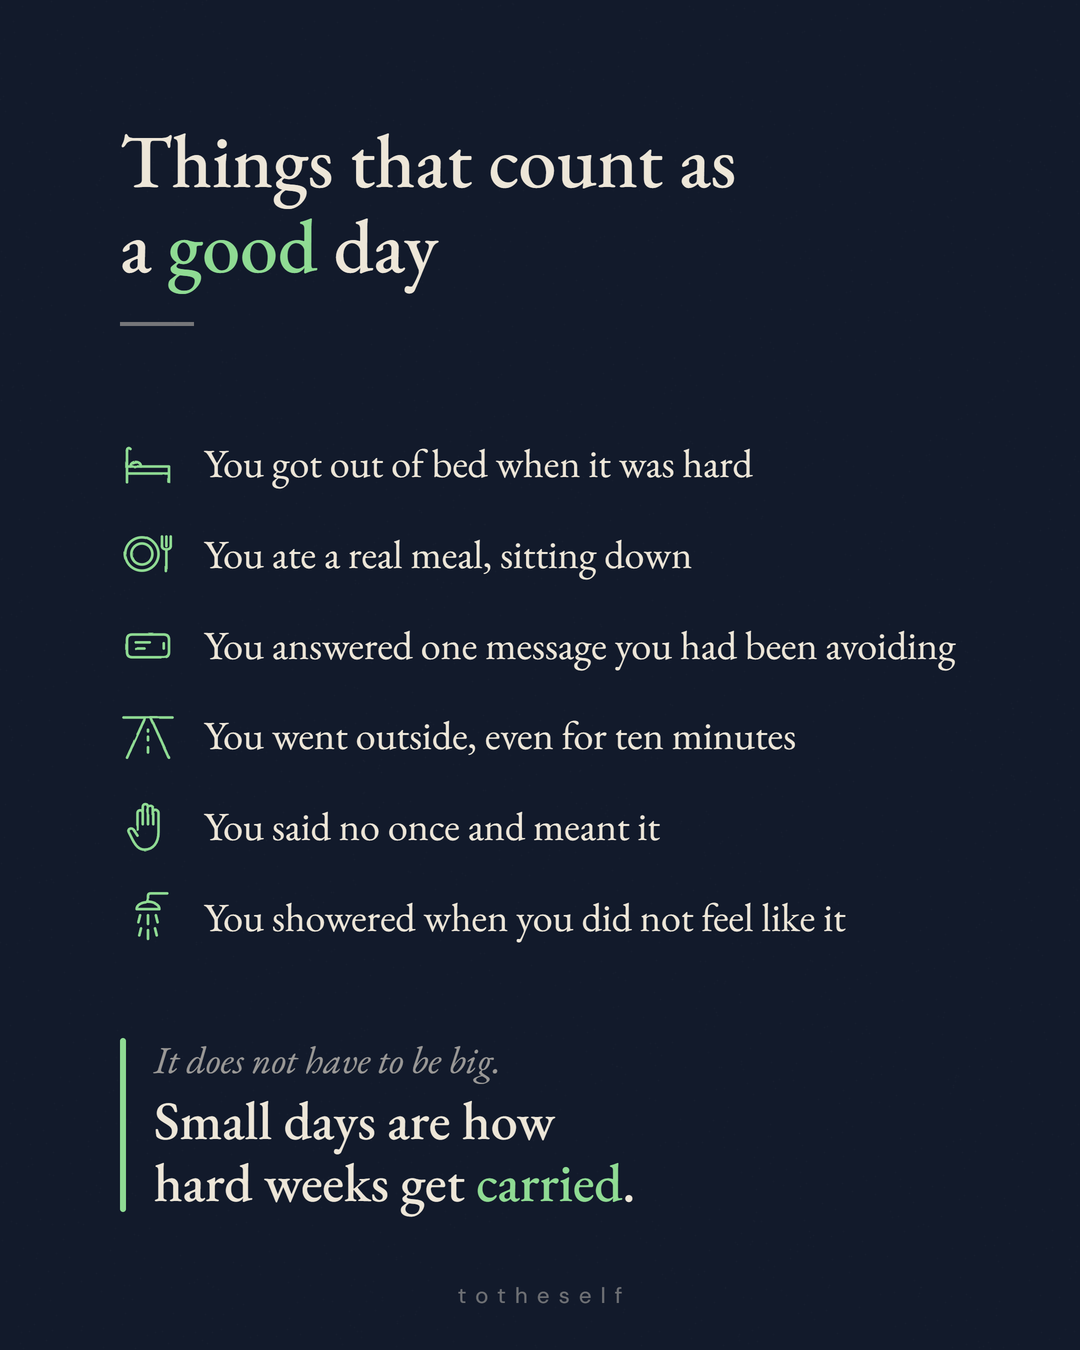 Things that count as
a good day
You got out of bed when it was hard
You ate a real meal, sitting down
You answered one message you had been avoiding
You went outside, even for ten minutes
You said no once and meant it
You showered when you did not feel like it
It does not have to be big.
Small days are how
hard weeks get carried.
totheself